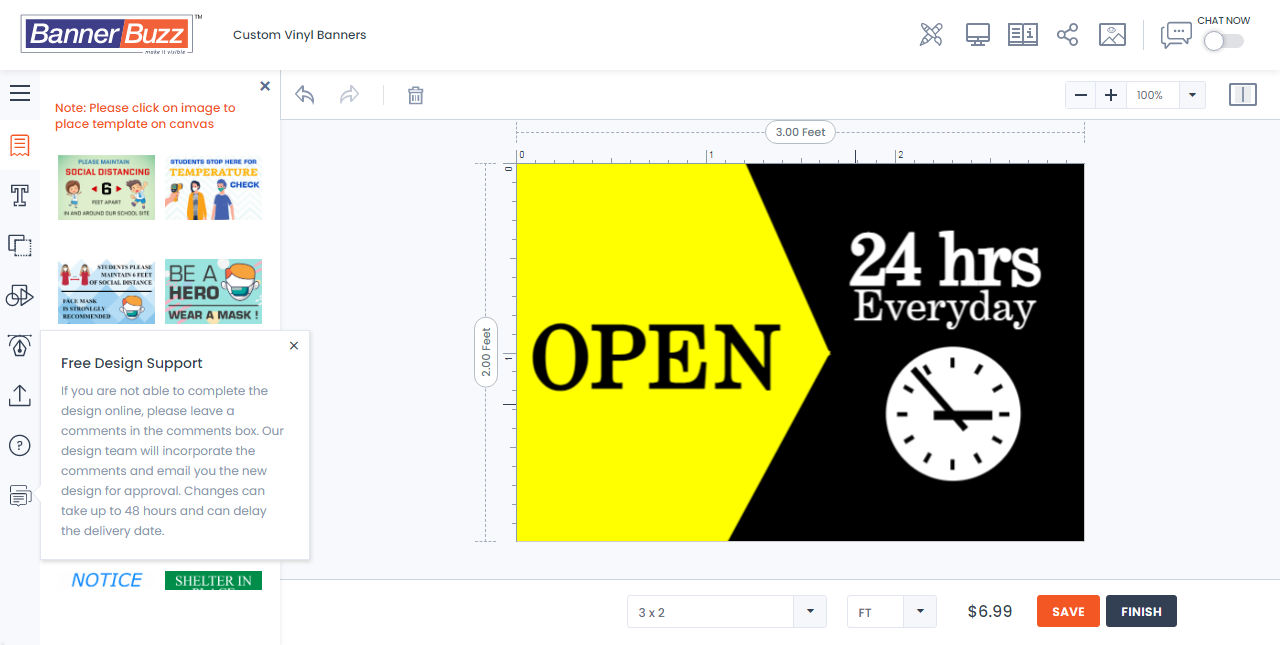 BannerBuzz
TM
make it visible
Custom Vinyl Banners
CHAT NOW
Note: Please click on image to
place template on canvas
100%
PLEASE MAINTAIN
SOCIAL DISTANCING
6
FEET APART
IN AND AROUND OUR SCHOOL SITE
STUDENTS STOP HERE FOR
TEMPERATURE
CHECK
STUDENTS PLEASE
MAINTAIN 6 FEET
OF SOCIAL DISTANCE
FACE MASK
IS STRONLGLY
RECOMMENDED
BE A
HERO
WEAR A MASK !
Free Design Support
If you are not able to complete the
design online, please leave a
comments in the comments box. Our
design team will incorporate the
comments and email you the new
design for approval. Changes can
take up to 48 hours and can delay
the delivery date.
NOTICE
SHELTER IN
PLACE
3.00 Feet
0
1
2
0
1
2.00 Feet
OPEN
24 hrs
Everyday
3 x 2
FT
$6.99
SAVE
FINISH